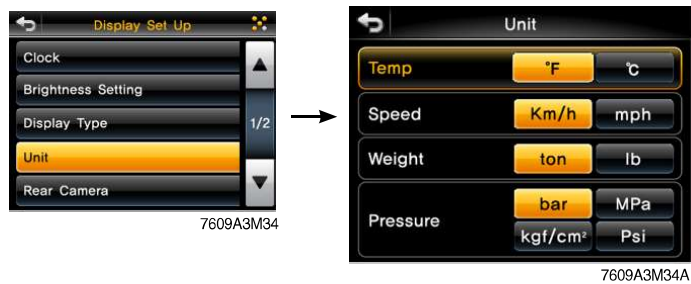 Display Set Up
Clock
Brightness Setting
Display Type
1/2
Unit
Rear Camera
7609A3M34
Unit
Temp °F ℃
Speed Km/h mph
Weight ton lb
Pressure bar MPa
kgf/cm² Psi
7609A3M34A